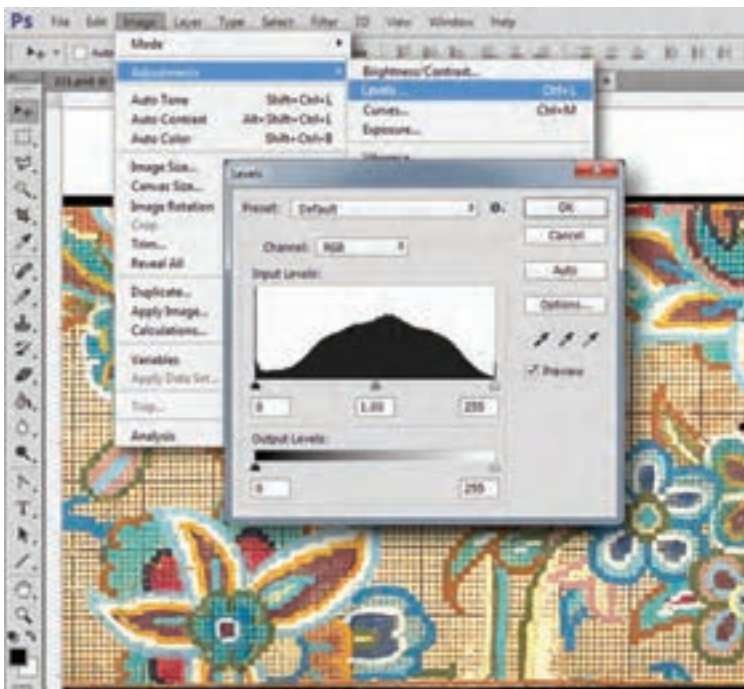 Ps File Edit Image Layer Type Select Filter 3D View Window Help
Mode
Adjustments
Brightness/Contrast...
Levels... Ctrl+L
Auto Tone Shift+Ctrl+L
Curves... Ctrl+M
Auto Contrast Alt+Shift+Ctrl+L
Exposure...
Auto Color Shift+Ctrl+B
Vibrance...
Image Size...
Canvas Size...
Image Rotation
Crop
Trim...
Reveal All
Duplicate...
Apply Image...
Calculations...
Variables
Apply Data Set...
Trap...
Analysis
Levels
Preset: Default
OK
Channel: RGB
Cancel
Input Levels:
Auto
Options...
Preview
0 1.00 255
Output Levels:
0 255